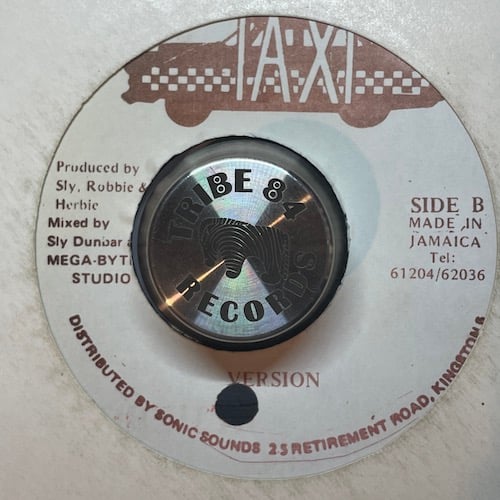 TAXI
Produced by
Sly, Robbie &
Herbie
Mixed by
Sly Dunbar &
MEGA-BYT
STUDIO
TRIBE 84
RECORDS
SIDE B
MADE IN
JAMAICA
Tel:
61204/62036
VERSION
DISTRIBUTED BY SONIC SOUNDS 25 RETIREMENT ROAD, KINGSTON 5